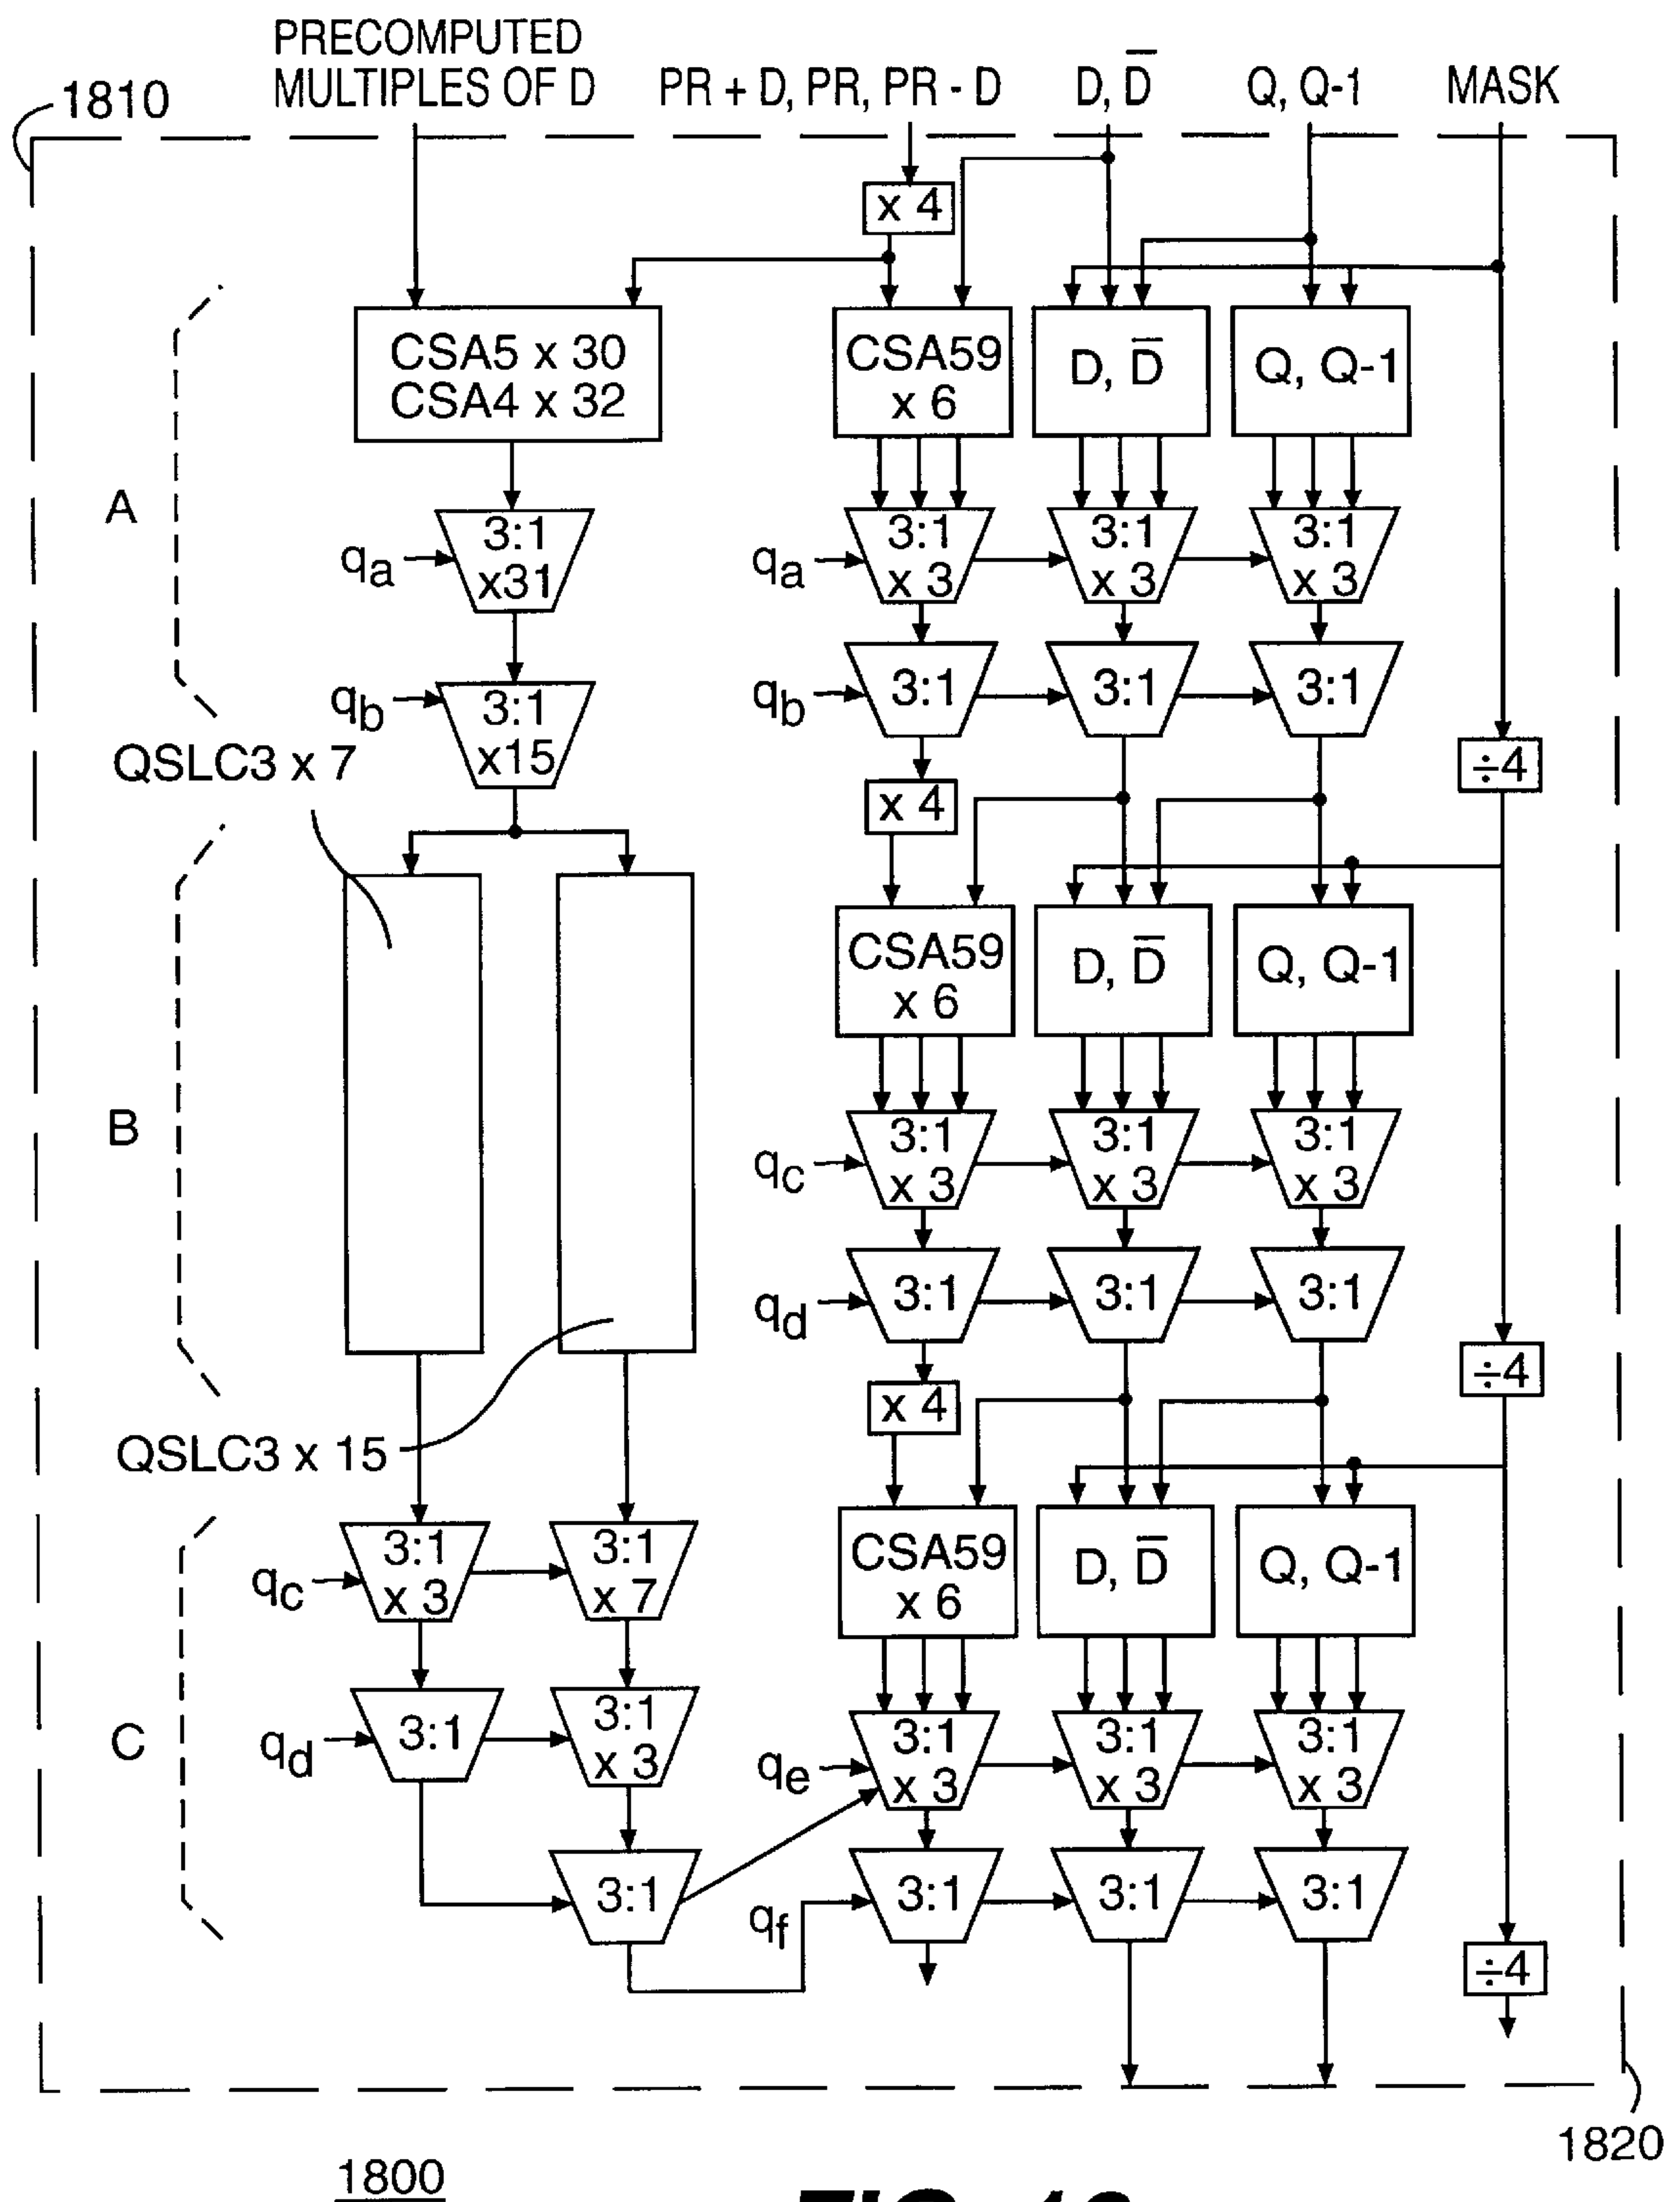 PRECOMPUTED
MULTIPLES OF D
PR + D, PR, PR - D
D, D̅
Q, Q-1
MASK
1810
x 4
CSA5 x 30
CSA4 x 32
CSA59
x 6
D, D̅
Q, Q-1
A
qa
3:1
x31
qa
3:1
x 3
3:1
x 3
3:1
x 3
qb
3:1
x15
qb
3:1
3:1
3:1
QSLC3 x 7
÷4
x 4
CSA59
x 6
D, D̅
Q, Q-1
B
qc
3:1
x 3
3:1
x 3
3:1
x 3
qd
3:1
3:1
3:1
÷4
x 4
QSLC3 x 15
CSA59
x 6
D, D̅
Q, Q-1
qc
3:1
x 3
3:1
x 7
C
qd
3:1
3:1
x 3
qe
3:1
x 3
3:1
x 3
3:1
x 3
3:1
qf
3:1
3:1
3:1
÷4
1820
1800